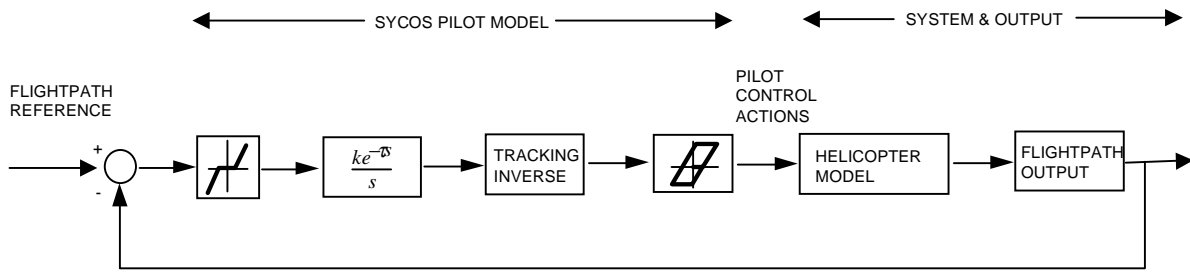 SYCOS PILOT MODEL
SYSTEM & OUTPUT
FLIGHTPATH
REFERENCE
PILOT
CONTROL
ACTIONS
+
-
ke^{-τs}
s
TRACKING
INVERSE
HELICOPTER
MODEL
FLIGHTPATH
OUTPUT